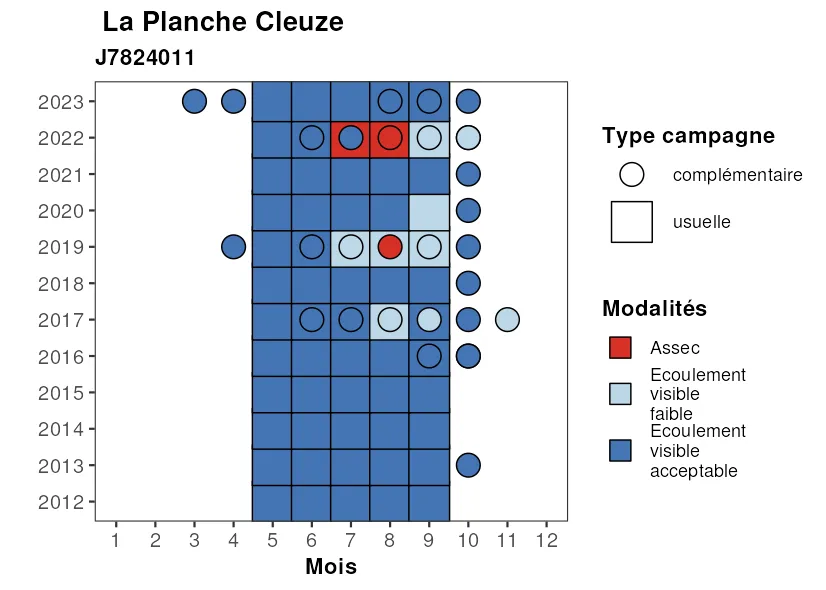 La Planche Cleuze
J7824011
2023
2022
2021
2020
2019
2018
2017
2016
2015
2014
2013
2012
1 2 3 4 5 6 7 8 9 10 11 12
Mois
Type campagne
complémentaire
usuelle
Modalités
Assec
Ecoulement
visible
faible
Ecoulement
visible
acceptable